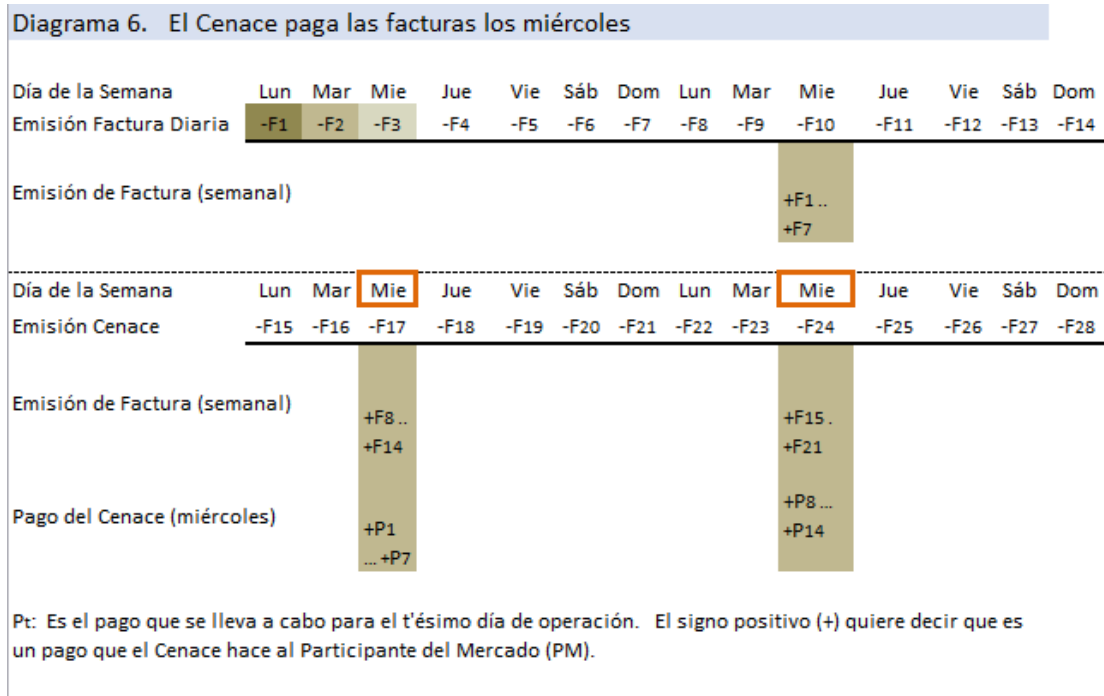 Diagrama 6. El Cenace paga las facturas los miércoles
Día de la Semana Lun Mar Mie Jue Vie Sáb Dom Lun Mar Mie Jue Vie Sáb Dom
Emisión Factura Diaria -F1 -F2 -F3 -F4 -F5 -F6 -F7 -F8 -F9 -F10 -F11 -F12 -F13 -F14
Emisión de Factura (semanal)
+F1 ..
+F7
Día de la Semana Lun Mar Mie Jue Vie Sáb Dom Lun Mar Mie Jue Vie Sáb Dom
Emisión Cenace -F15 -F16 -F17 -F18 -F19 -F20 -F21 -F22 -F23 -F24 -F25 -F26 -F27 -F28
Emisión de Factura (semanal)
+F8 .. +F15 .
+F14 +F21
+P8 ...
Pago del Cenace (miércoles)
+P1 +P14
... +P7
Pt: Es el pago que se lleva a cabo para el t'ésimo día de operación. El signo positivo (+) quiere decir que es
un pago que el Cenace hace al Participante del Mercado (PM).